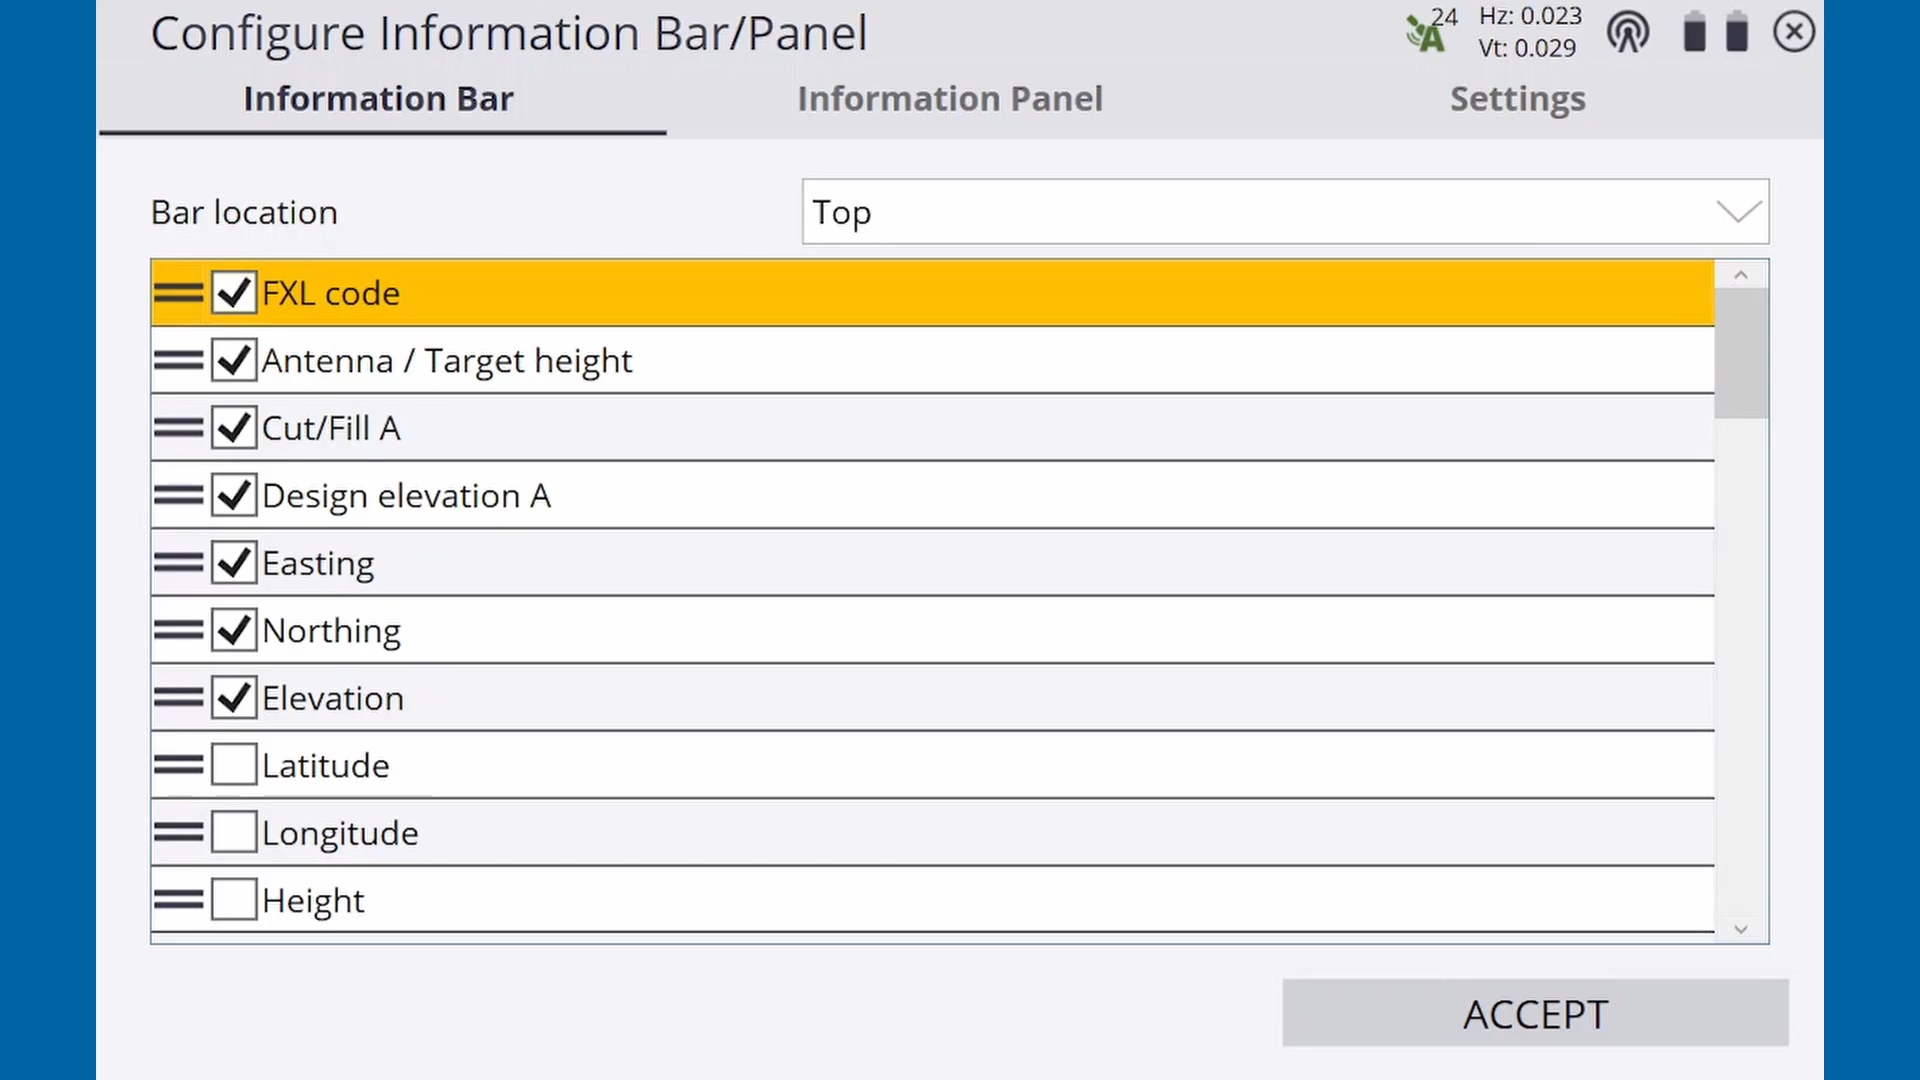 Configure Information Bar/Panel
24
Hz: 0.023
Vt: 0.029
Information Bar
Information Panel
Settings
Bar location
Top
FXL code
Antenna / Target height
Cut/Fill A
Design elevation A
Easting
Northing
Elevation
Latitude
Longitude
Height
ACCEPT